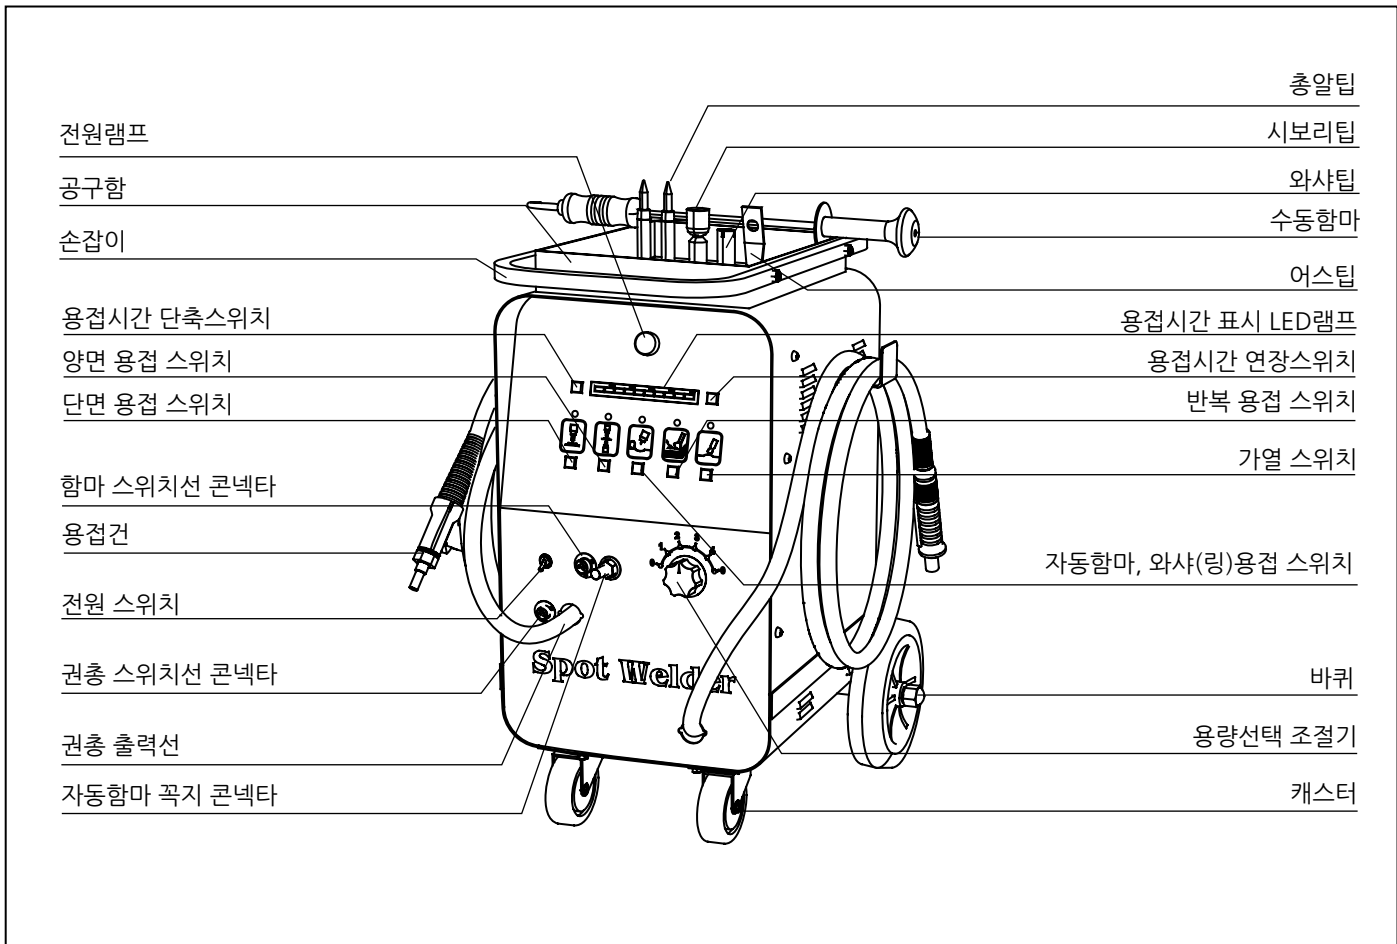 전원램프
공구함
손잡이
용접시간 단축스위치
양면 용접 스위치
단면 용접 스위치
함마 스위치선 콘넥타
용접건
전원 스위치
권총 스위치선 콘넥타
권총 출력선
자동함마 꼭지 콘넥타
총알팁
시보리팁
와샤팁
수동함마
어스팁
용접시간 표시 LED램프
용접시간 연장스위치
반복 용접 스위치
가열 스위치
자동함마, 와샤(링)용접 스위치
바퀴
용량선택 조절기
캐스터
Spot Welder